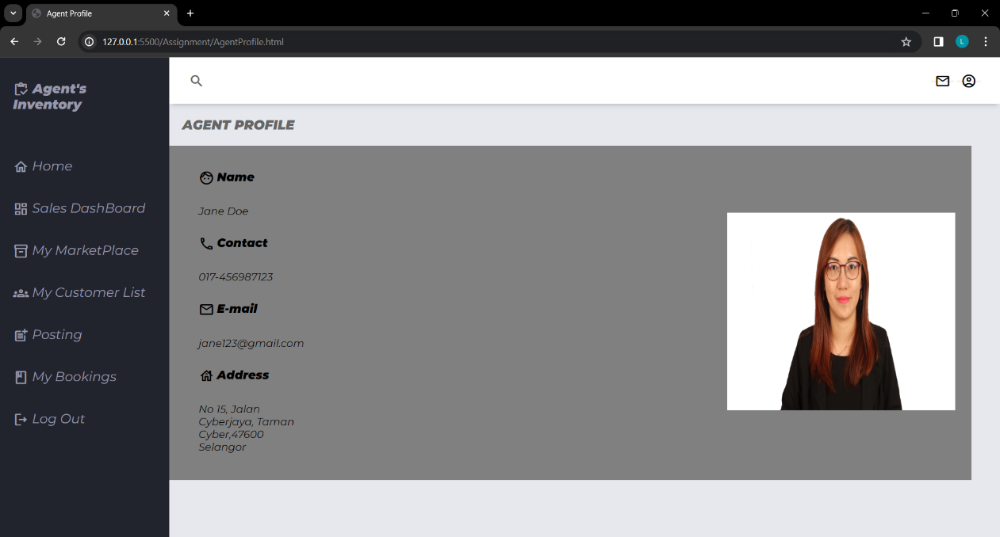 Agent Profile
127.0.0.1:5500/Assignment/AgentProfile.html
L
Agent's
Inventory
Home
Sales DashBoard
My MarketPlace
My Customer List
Posting
My Bookings
Log Out
AGENT PROFILE
Name
Jane Doe
Contact
017-456987123
E-mail
jane123@gmail.com
Address
No 15, Jalan
Cyberjaya, Taman
Cyber,47600
Selangor